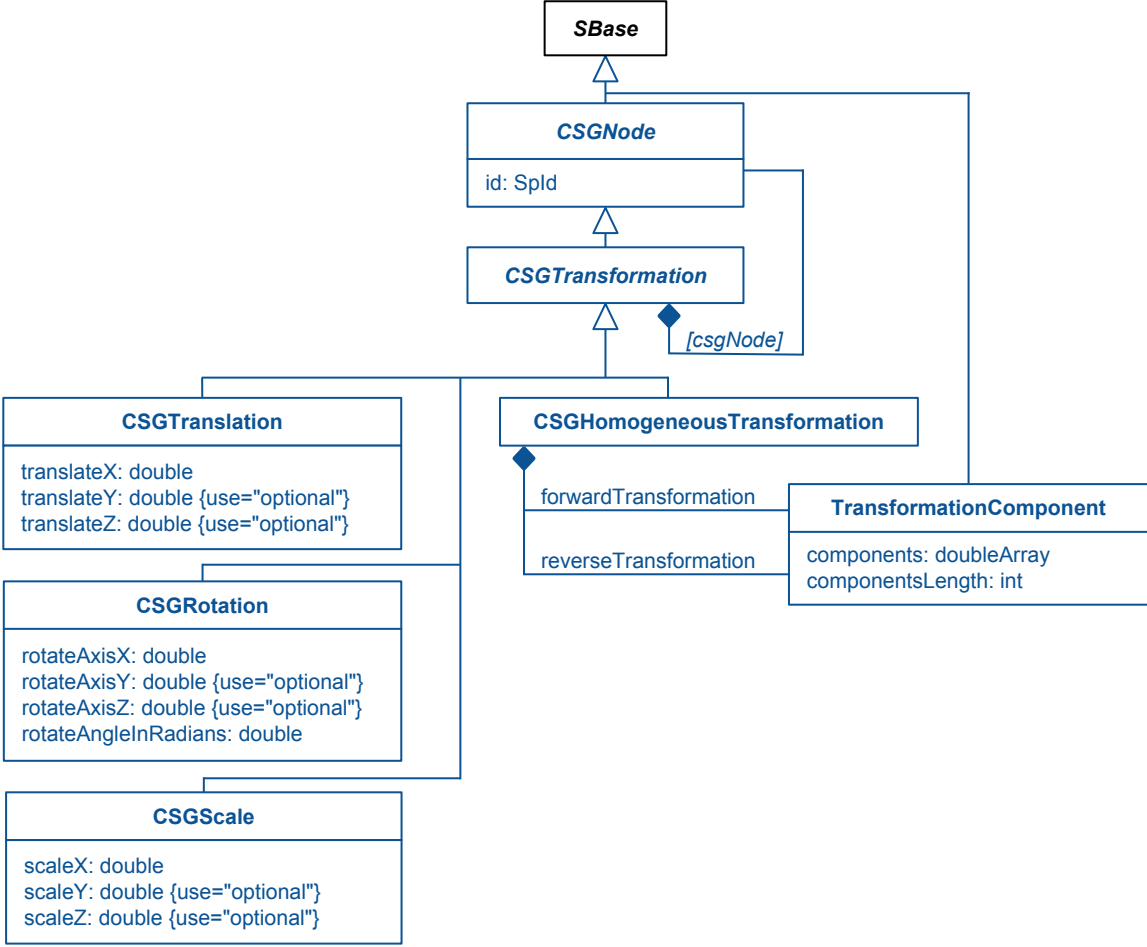 SBase
CSGNode
id: SpId
CSGTransformation
[csgNode]
CSGTranslation
translateX: double
translateY: double {use="optional"}
translateZ: double {use="optional"}
CSGHomogeneousTransformation
forwardTransformation
reverseTransformation
TransformationComponent
components: doubleArray
componentsLength: int
CSGRotation
rotateAxisX: double
rotateAxisY: double {use="optional"}
rotateAxisZ: double {use="optional"}
rotateAngleInRadians: double
CSGScale
scaleX: double
scaleY: double {use="optional"}
scaleZ: double {use="optional"}